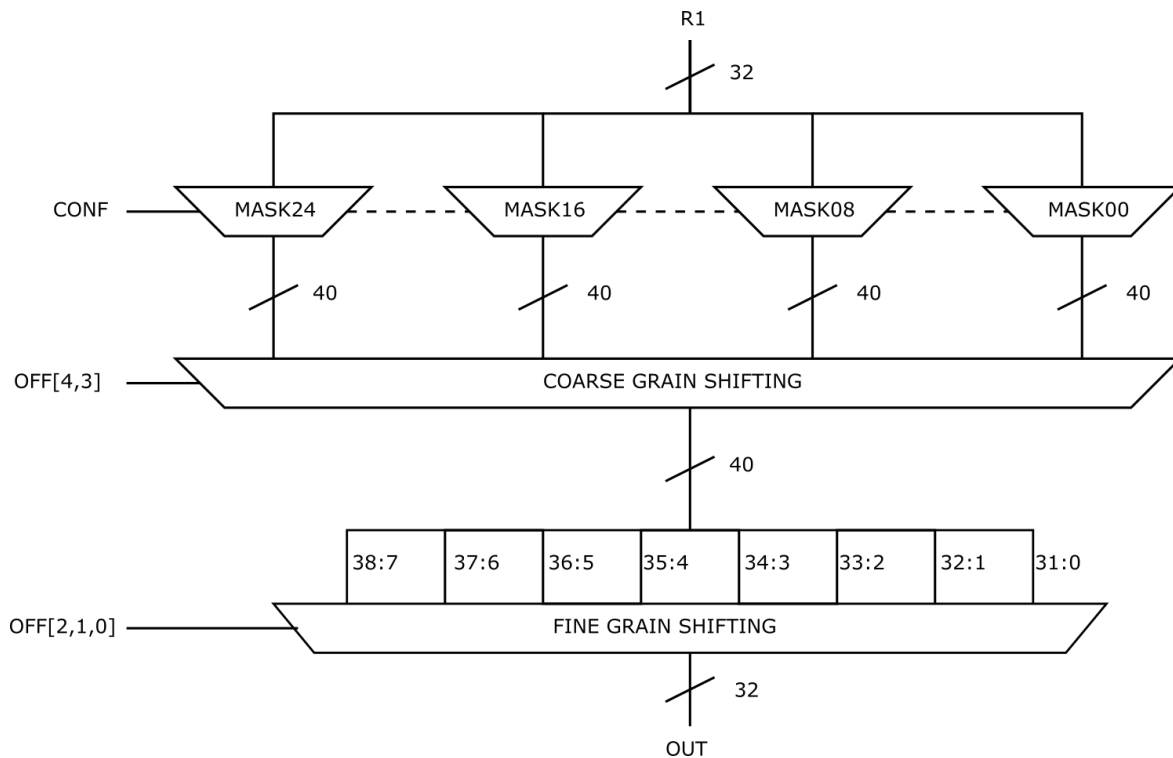 R1
32
CONF
MASK24
MASK16
MASK08
MASK00
40
40
40
40
OFF[4,3]
COARSE GRAIN SHIFTING
40
38:7
37:6
36:5
35:4
34:3
33:2
32:1
31:0
OFF[2,1,0]
FINE GRAIN SHIFTING
32
OUT